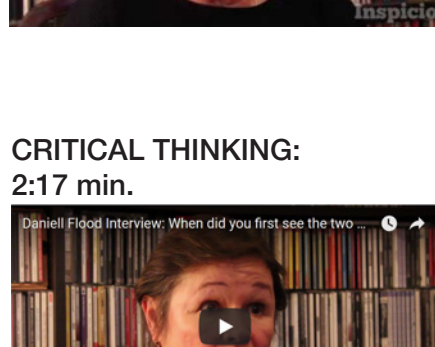 Inspicio
CRITICAL THINKING:
2:17 min.
Daniell Flood Interview: When did you first see the two ...